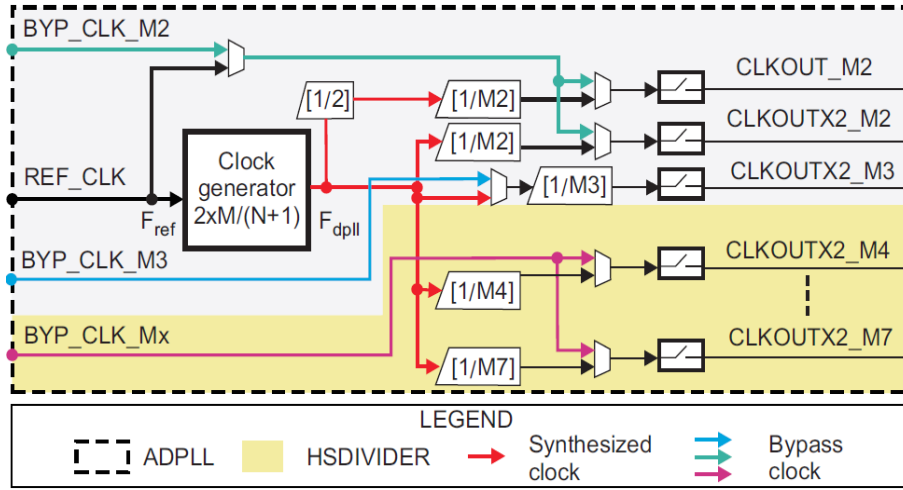 BYP_CLK_M2
CLKOUT_M2
[1/2]
[1/M2]
CLKOUTX2_M2
[1/M2]
Clock
generator
2xM/(N+1)
REF_CLK
CLKOUTX2_M3
[1/M3]
Fref
Fdpll
BYP_CLK_M3
CLKOUTX2_M4
[1/M4]
BYP_CLK_Mx
CLKOUTX2_M7
[1/M7]
LEGEND
ADPLL
HSDIVIDER
Synthesized
clock
Bypass
clock